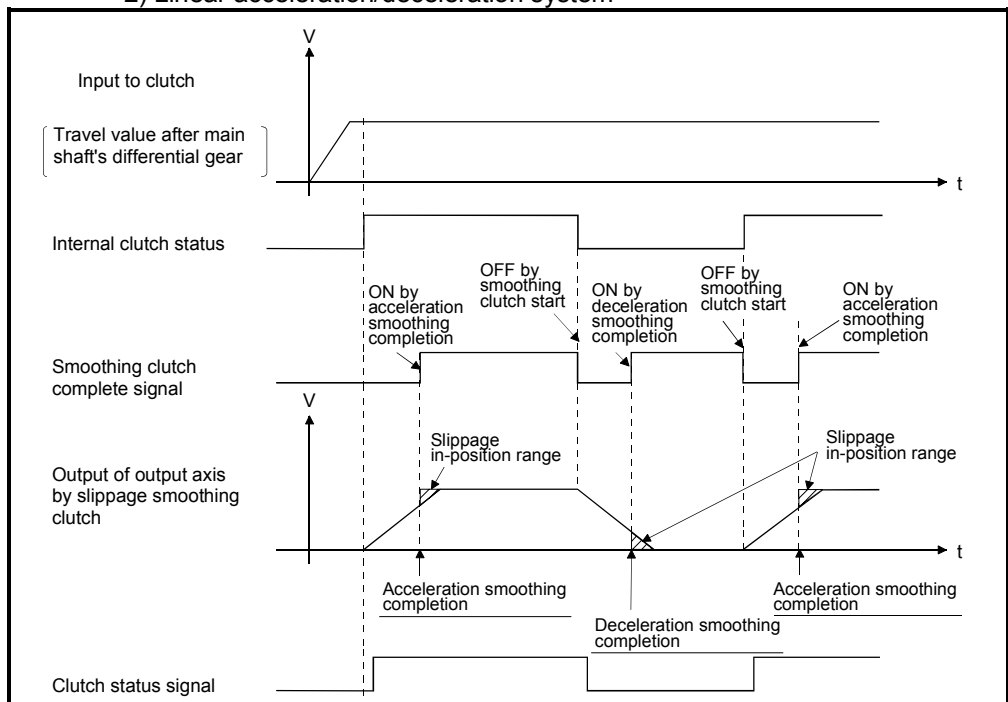 2) Linear acceleration/deceleration system
V
Input to clutch
Travel value after main
shaft's differential gear
t
Internal clutch status
ON by
acceleration
smoothing
completion
OFF by
smoothing
clutch start
ON by
deceleration
smoothing
completion
OFF by
smoothing
clutch start
ON by
acceleration
smoothing
completion
Smoothing clutch
complete signal
V
Slippage
in-position range
Slippage
in-position range
Output of output axis
by slippage smoothing
clutch
t
Acceleration smoothing
completion
Deceleration smoothing
completion
Acceleration smoothing
completion
Clutch status signal